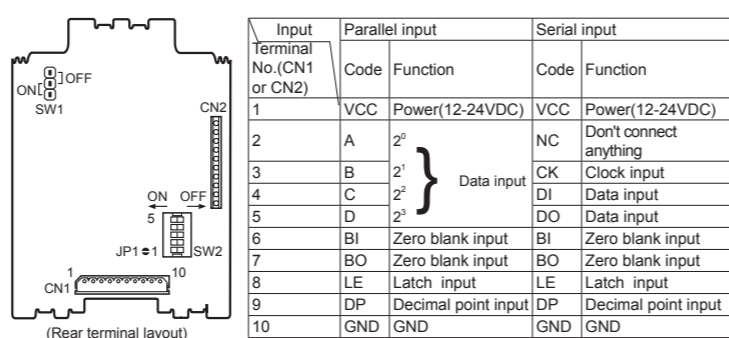 OFF
ON
SW1
CN2
ON OFF
5
JP1 1 SW2
1 10
CN1
(Rear terminal layout)
Input Parallel input Serial input
Terminal No.(CN1 or CN2) Code Function Code Function
1 VCC Power(12-24VDC) VCC Power(12-24VDC)
2 A 2⁰ NC Don't connect anything
3 B 2¹ Data input CK Clock input
4 C 2² DI Data input
5 D 2³ DO Data input
6 BI Zero blank input BI Zero blank input
7 BO Zero blank input BO Zero blank input
8 LE Latch input LE Latch input
9 DP Decimal point input DP Decimal point input
10 GND GND GND GND